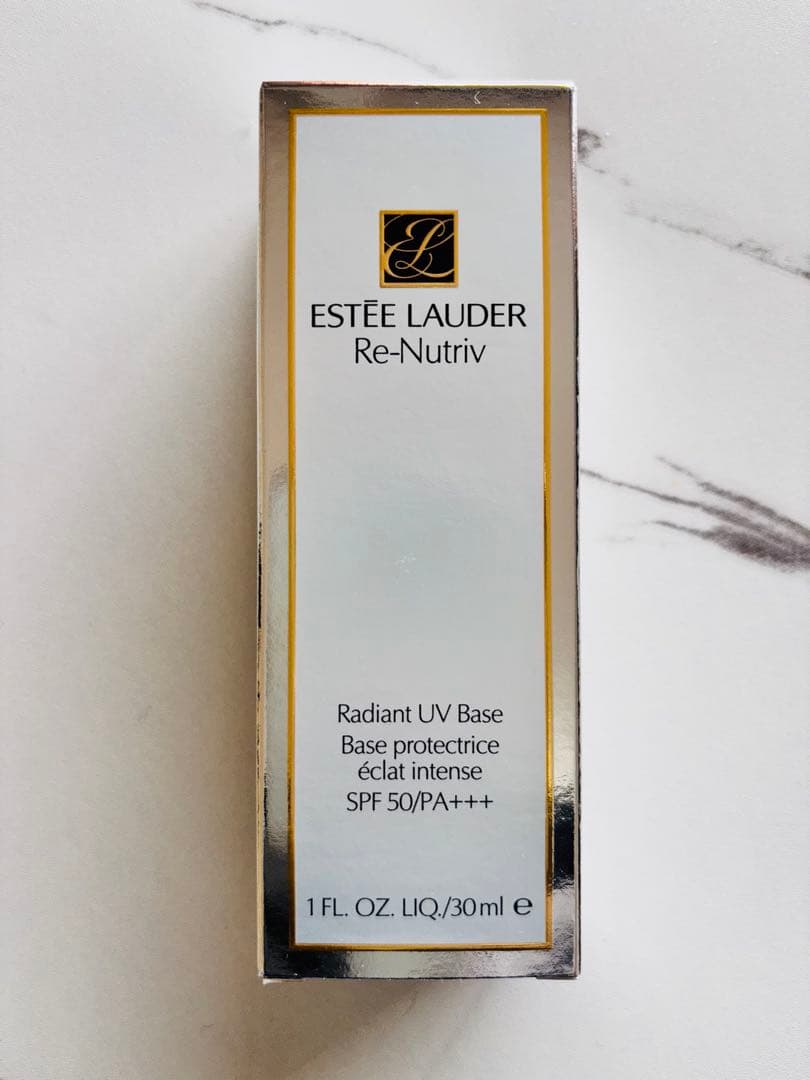 EL
ESTĒE LAUDER
Re-Nutriv
Radiant UV Base
Base protectrice
éclat intense
SPF 50/PA+++
1 FL. OZ. LIQ./30 ml ℮